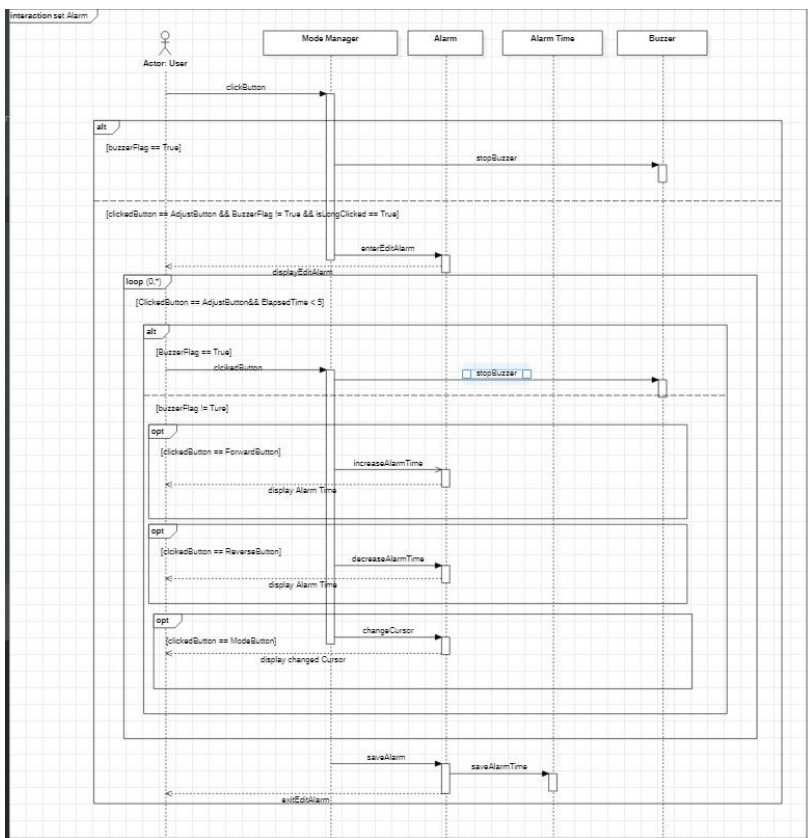 interaction set Alarm
Mode Manager
Alarm
Alarm Time
Buzzer
Actor: User
clickButton
alt
[buzzerFlag == True]
stopBuzzer
[clickedButton == AdjustButton && BuzzerFlag != True && isLongClicked == True]
enterEditAlarm
displayEditAlarm
loop (0,*)
[ClickedButton == AdjustButton&& ElapsedTime < 5]
alt
[BuzzerFlag == True]
clcikedButton
stopBuzzer
[buzzerFlag != Ture]
opt
[clickedButton == ForwardButton]
increaseAlarmTime
display Alarm Time
opt
[clcikedButton == ReverseButton]
decreaseAlarmTime
display Alarm Time
opt
changeCursor
[clickedButton == ModeButton]
display changed Cursor
saveAlarm
saveAlarmTime
exitEditAlarm